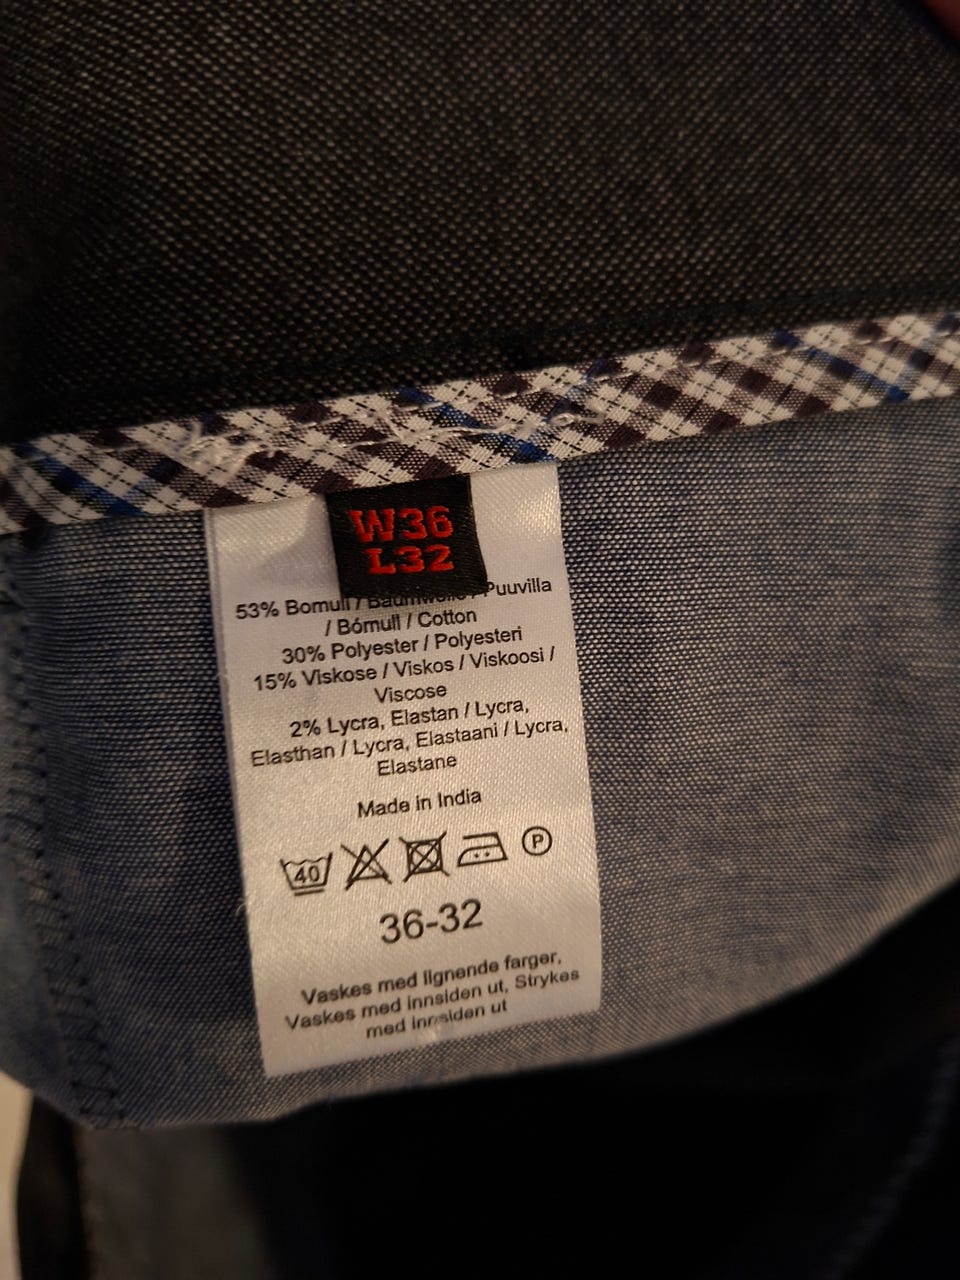 W36
L32
53% Bomull / Baumwolle / Puuvilla
/ Bómull / Cotton
30% Polyester / Polyesteri
15% Viskose / Viskos / Viskoosi /
Viscose
2% Lycra, Elastan / Lycra,
Elasthan / Lycra, Elastaani / Lycra,
Elastane
Made in India
40 P
36-32
Vaskes med lignende farger,
Vaskes med innsiden ut, Strykes
med innsiden ut